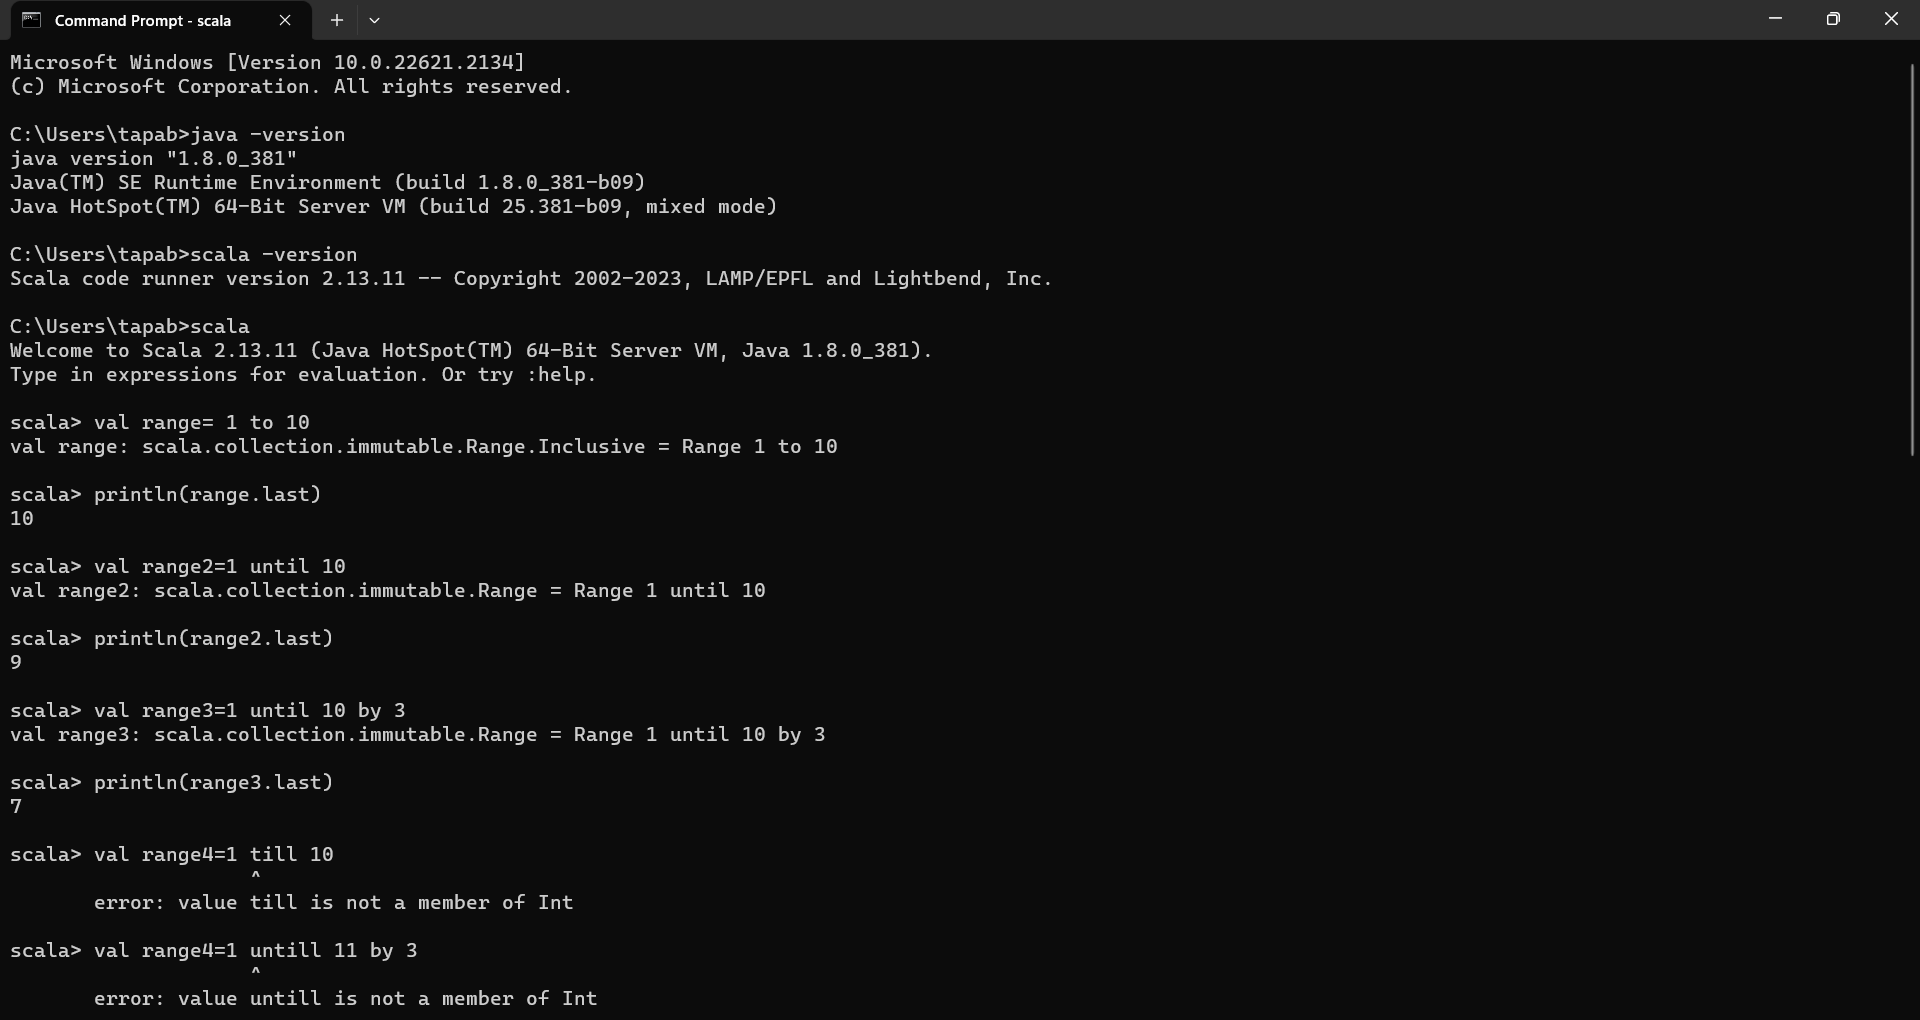 Command Prompt - scala
Microsoft Windows [Version 10.0.22621.2134]
(c) Microsoft Corporation. All rights reserved.
C:\Users\tapab>java -version
java version "1.8.0_381"
Java(TM) SE Runtime Environment (build 1.8.0_381-b09)
Java HotSpot(TM) 64-Bit Server VM (build 25.381-b09, mixed mode)
C:\Users\tapab>scala -version
Scala code runner version 2.13.11 -- Copyright 2002-2023, LAMP/EPFL and Lightbend, Inc.
C:\Users\tapab>scala
Welcome to Scala 2.13.11 (Java HotSpot(TM) 64-Bit Server VM, Java 1.8.0_381).
Type in expressions for evaluation. Or try :help.
scala> val range= 1 to 10
val range: scala.collection.immutable.Range.Inclusive = Range 1 to 10
scala> println(range.last)
10
scala> val range2=1 until 10
val range2: scala.collection.immutable.Range = Range 1 until 10
scala> println(range2.last)
9
scala> val range3=1 until 10 by 3
val range3: scala.collection.immutable.Range = Range 1 until 10 by 3
scala> println(range3.last)
7
scala> val range4=1 till 10
^
error: value till is not a member of Int
scala> val range4=1 untill 11 by 3
^
error: value untill is not a member of Int